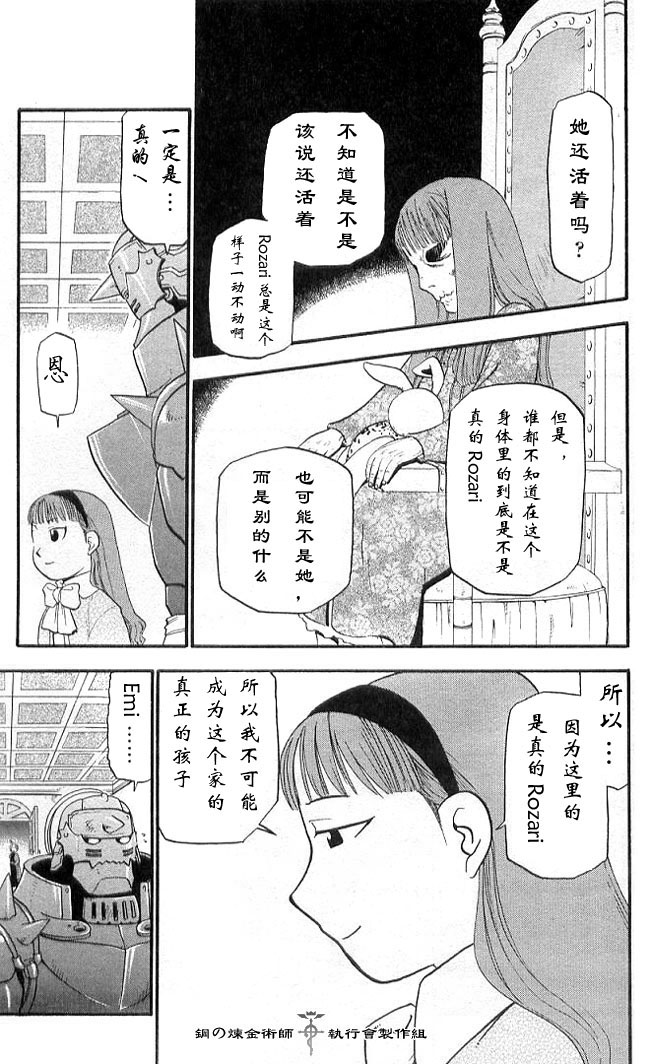 她还活着吗？
不知道是不是
该说还活着
Rozari 总是这个
样子一动不动啊
但是，
谁都不知道在这个
身体里的到底是不是
真的 Rozari
也可能不是她，
而是别的什么
一定是…
真的！
恩
所以…
因为这里的
是真的 Rozari
所以我不可能
成为这个家的
真正的孩子
Emi ……
鋼の煉金術師 執行會製作組